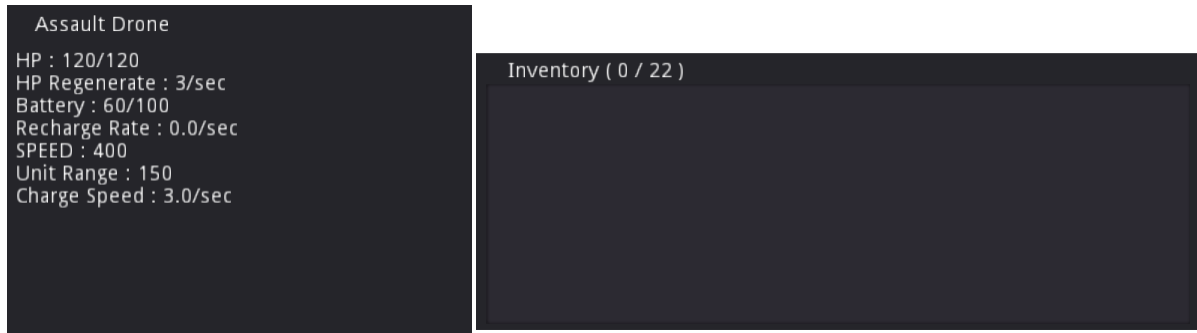 Assault Drone
HP : 120/120
HP Regenerate : 3/sec
Battery : 60/100
Recharge Rate : 0.0/sec
SPEED : 400
Unit Range : 150
Charge Speed : 3.0/sec
Inventory ( 0 / 22 )